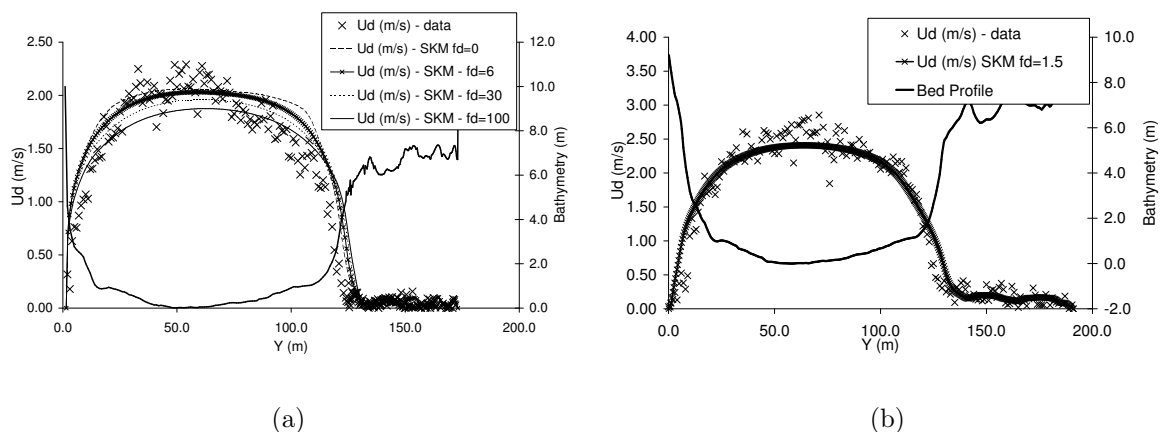 Ud (m/s) - data
Ud (m/s) - SKM fd=0
Ud (m/s) - SKM - fd=6
Ud (m/s) - SKM - fd=30
Ud (m/s) - SKM - fd=100
2.50
2.00
1.50
1.00
0.50
0.00
Ud (m/s)
12.0
10.0
8.0
6.0
4.0
2.0
0.0
Bathymetry (m)
0.0 50.0 100.0 150.0 200.0
Y (m)
(a)
Ud (m/s) - data
Ud (m/s) SKM fd=1.5
Bed Profile
4.00
3.50
3.00
2.50
2.00
1.50
1.00
0.50
0.00
Ud (m/s)
10.0
8.0
6.0
4.0
2.0
0.0
-2.0
Bathymetry (m)
0.0 50.0 100.0 150.0 200.0
Y (m)
(b)